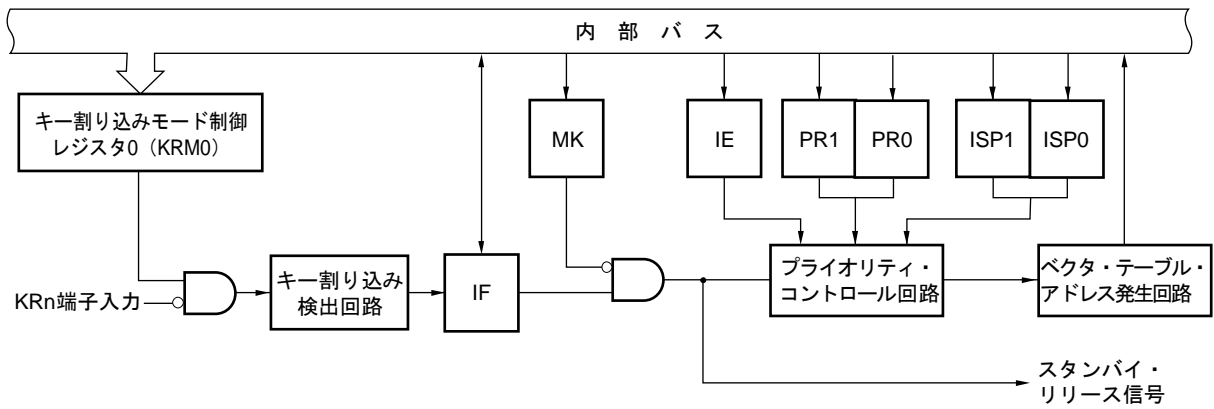 内 部 バ ス
キー割り込みモード制御
レジスタ0（KRM0）
MK
IE
PR1
PR0
ISP1
ISP0
KRn端子入力
キー割り込み
検出回路
IF
プライオリティ・
コントロール回路
ベクタ・テーブル・
アドレス発生回路
スタンバイ・
リリース信号